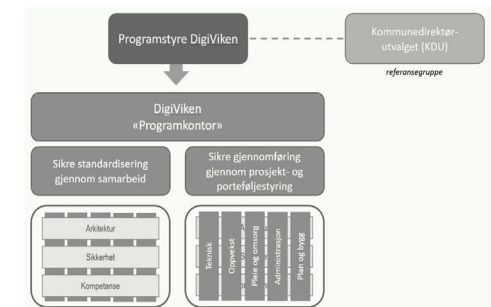 Programstyre DigiViken
Kommunedirektør-
utvalget (KDU)
referansegruppe
DigiViken
«Programkontor»
Sikre standardisering
gjennom samarbeid
Sikre gjennomføring
gjennom prosjekt- og
porteføljestyring
Arkitektur
Sikkerhet
Kompetanse
Teknisk
Oppvekst
Pleie og omsorg
Administrasjon
Plan og bygg